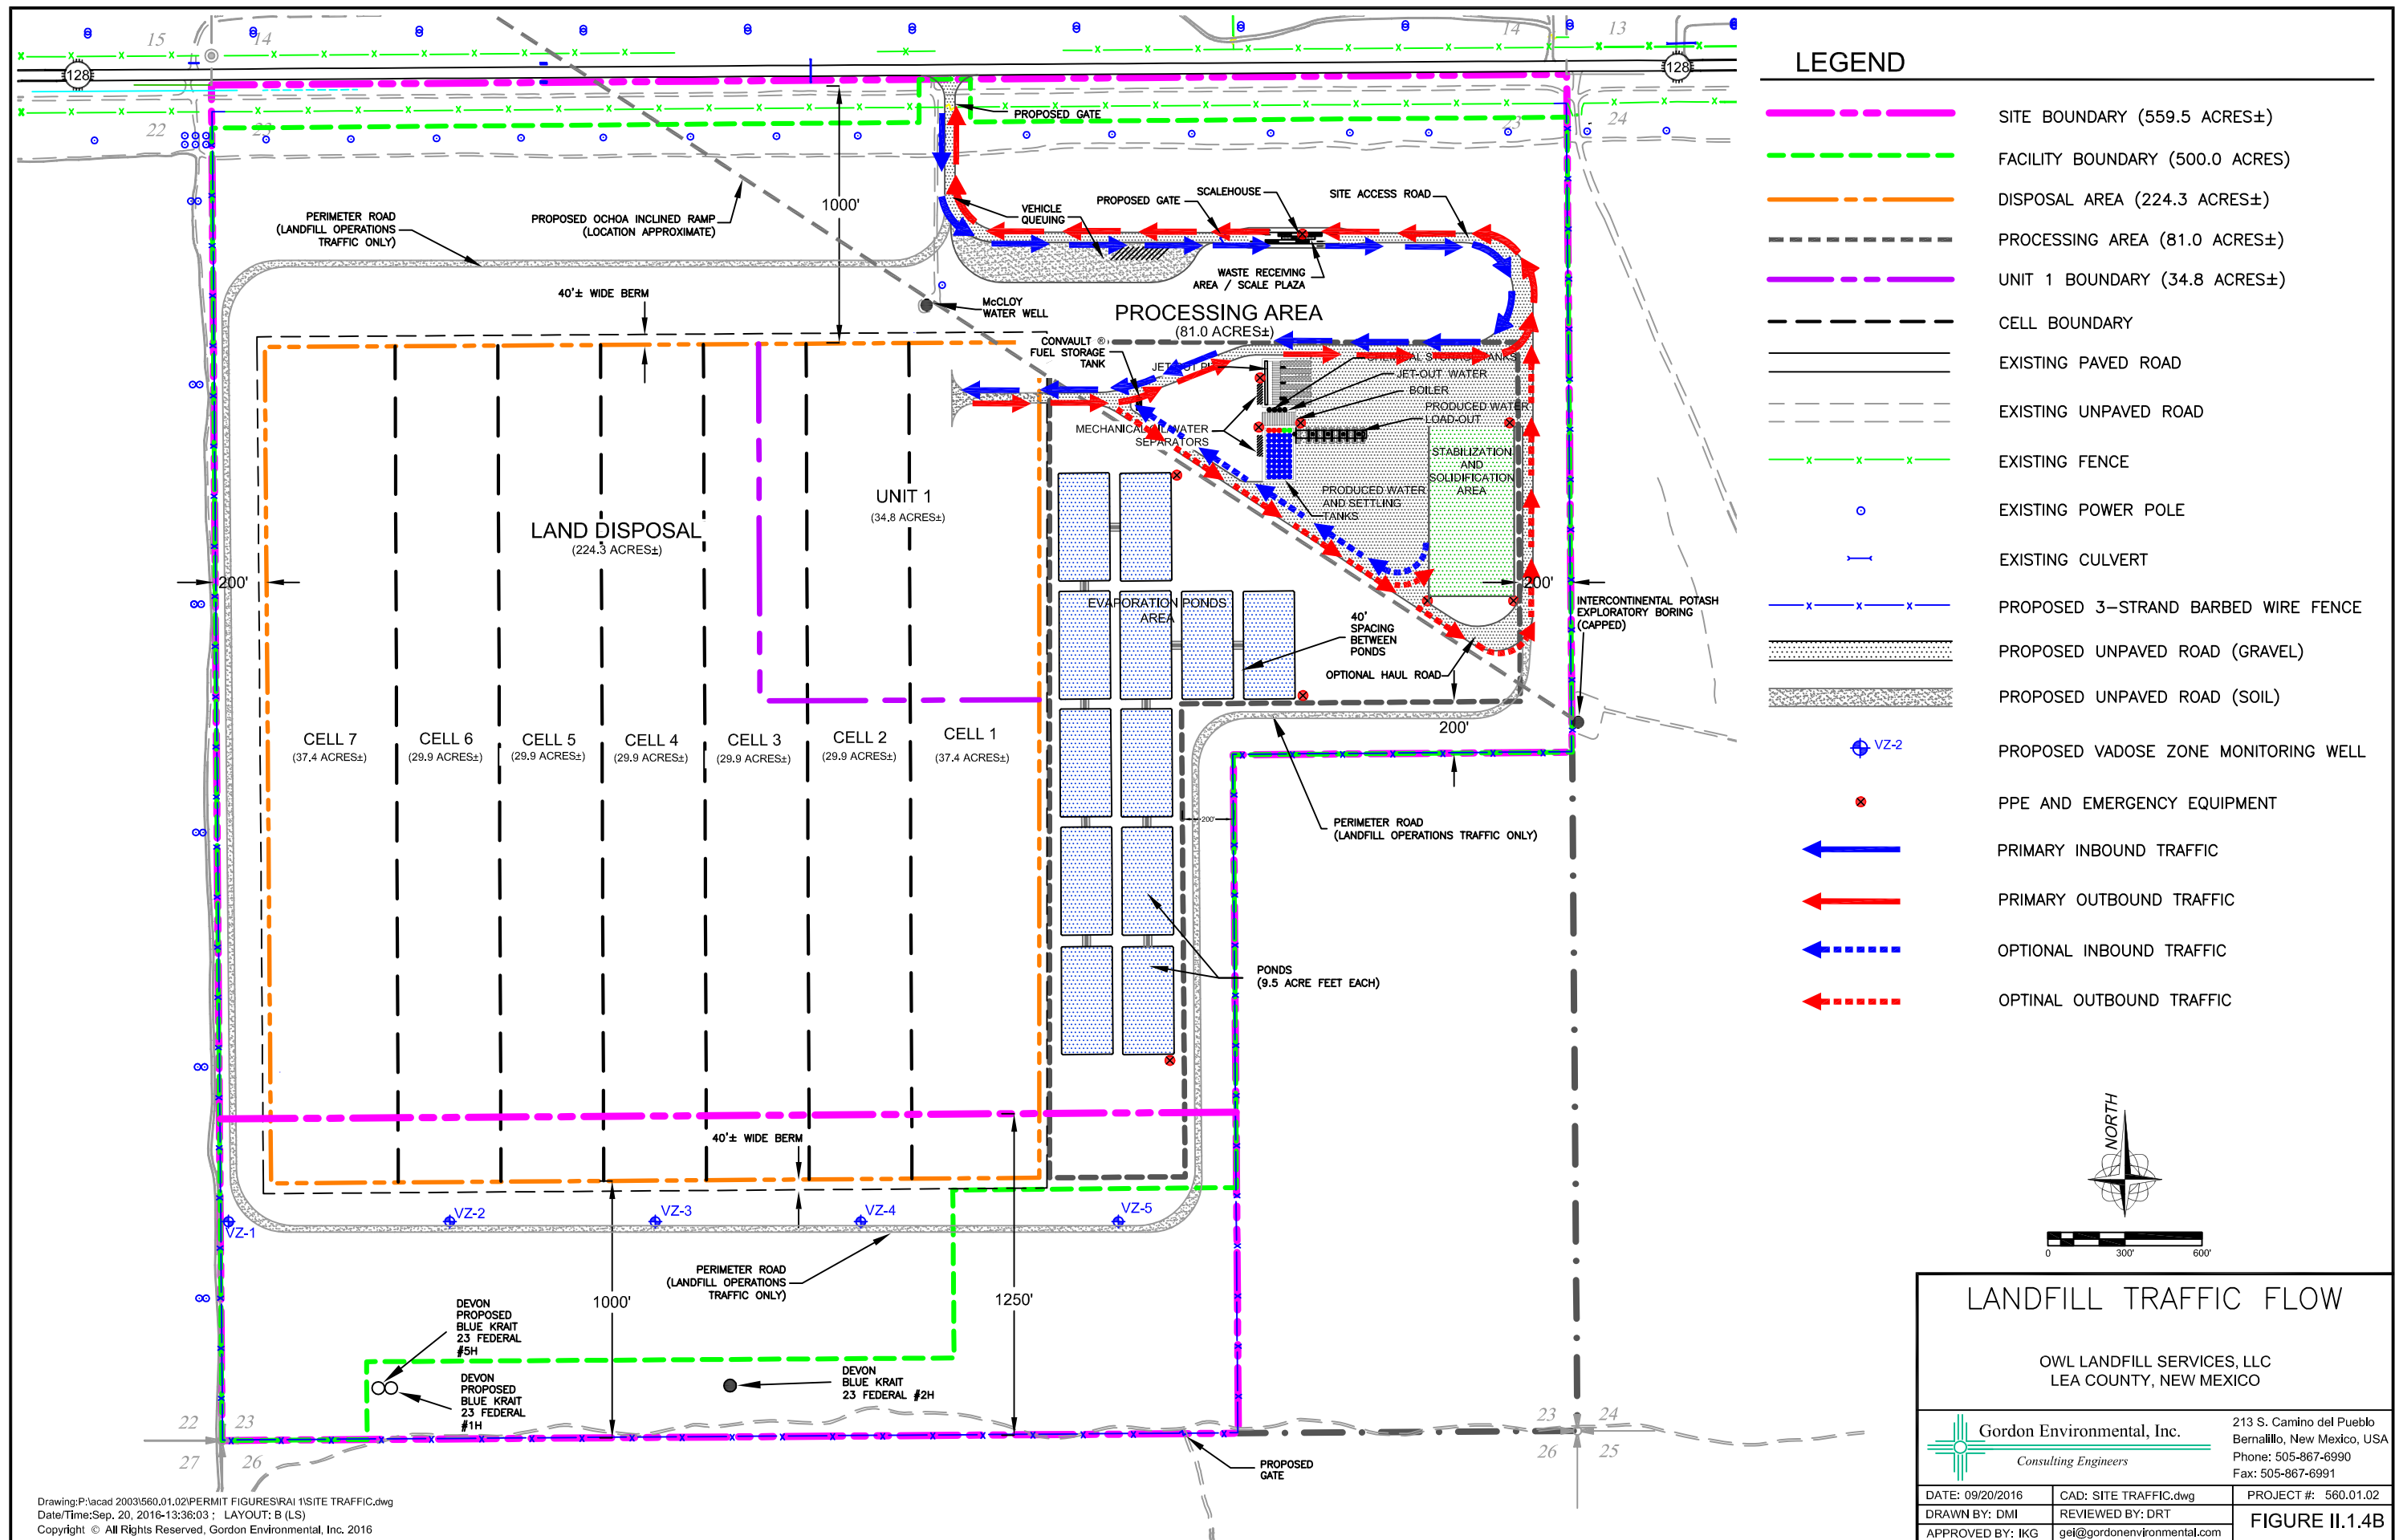 15
14
14
13
128
128
22
23
23
24
PROPOSED GATE
1000'
PERIMETER ROAD
(LANDFILL OPERATIONS
TRAFFIC ONLY)
PROPOSED OCHOA INCLINED RAMP
(LOCATION APPROXIMATE)
VEHICLE
QUEUING
PROPOSED GATE
SCALEHOUSE
SITE ACCESS ROAD
WASTE RECEIVING
AREA / SCALE PLAZA
40'± WIDE BERM
McCLOY
WATER WELL
PROCESSING AREA
(81.0 ACRES±)
CONVAULT ®
FUEL STORAGE
TANK
JET-OUT WATER
BOILER
PRODUCED WATER
LOAD-OUT
MECHANICAL OIL/WATER
SEPARATORS
STABILIZATION
AND
SOLIDIFICATION
AREA
PRODUCED WATER
AND SETTLING
TANKS
UNIT 1
(34.8 ACRES±)
LAND DISPOSAL
(224.3 ACRES±)
200'
200'
EVAPORATION PONDS
AREA
40'
SPACING
BETWEEN
PONDS
INTERCONTINENTAL POTASH
EXPLORATORY BORING
(CAPPED)
OPTIONAL HAUL ROAD
200'
CELL 7
(37.4 ACRES±)
CELL 6
(29.9 ACRES±)
CELL 5
(29.9 ACRES±)
CELL 4
(29.9 ACRES±)
CELL 3
(29.9 ACRES±)
CELL 2
(29.9 ACRES±)
CELL 1
(37.4 ACRES±)
200'
PERIMETER ROAD
(LANDFILL OPERATIONS TRAFFIC ONLY)
PONDS
(9.5 ACRE FEET EACH)
40'± WIDE BERM
VZ-1
VZ-2
VZ-3
VZ-4
VZ-5
PERIMETER ROAD
(LANDFILL OPERATIONS
TRAFFIC ONLY)
1000'
1250'
DEVON
PROPOSED
BLUE KRAIT
23 FEDERAL
#5H
DEVON
PROPOSED
BLUE KRAIT
23 FEDERAL
#1H
DEVON
BLUE KRAIT
23 FEDERAL #2H
22
23
27
26
23
24
26
25
PROPOSED
GATE
Drawing:P:\acad 2003\560.01.02\PERMIT FIGURES\RAI 1\SITE TRAFFIC.dwg
Date/Time:Sep. 20, 2016-13:36:03 ; LAYOUT: B (LS)
Copyright © All Rights Reserved, Gordon Environmental, Inc. 2016
LEGEND
SITE BOUNDARY (559.5 ACRES±)
FACILITY BOUNDARY (500.0 ACRES)
DISPOSAL AREA (224.3 ACRES±)
PROCESSING AREA (81.0 ACRES±)
UNIT 1 BOUNDARY (34.8 ACRES±)
CELL BOUNDARY
EXISTING PAVED ROAD
EXISTING UNPAVED ROAD
EXISTING FENCE
EXISTING POWER POLE
EXISTING CULVERT
PROPOSED 3-STRAND BARBED WIRE FENCE
PROPOSED UNPAVED ROAD (GRAVEL)
PROPOSED UNPAVED ROAD (SOIL)
VZ-2 PROPOSED VADOSE ZONE MONITORING WELL
PPE AND EMERGENCY EQUIPMENT
PRIMARY INBOUND TRAFFIC
PRIMARY OUTBOUND TRAFFIC
OPTIONAL INBOUND TRAFFIC
OPTINAL OUTBOUND TRAFFIC
NORTH
0 300' 600'
LANDFILL TRAFFIC FLOW
OWL LANDFILL SERVICES, LLC
LEA COUNTY, NEW MEXICO
Gordon Environmental, Inc.
Consulting Engineers
213 S. Camino del Pueblo
Bernalillo, New Mexico, USA
Phone: 505-867-6990
Fax: 505-867-6991
DATE: 09/20/2016 CAD: SITE TRAFFIC.dwg PROJECT #: 560.01.02
DRAWN BY: DMI REVIEWED BY: DRT
APPROVED BY: IKG gei@gordonenvironmental.com
FIGURE II.1.4B